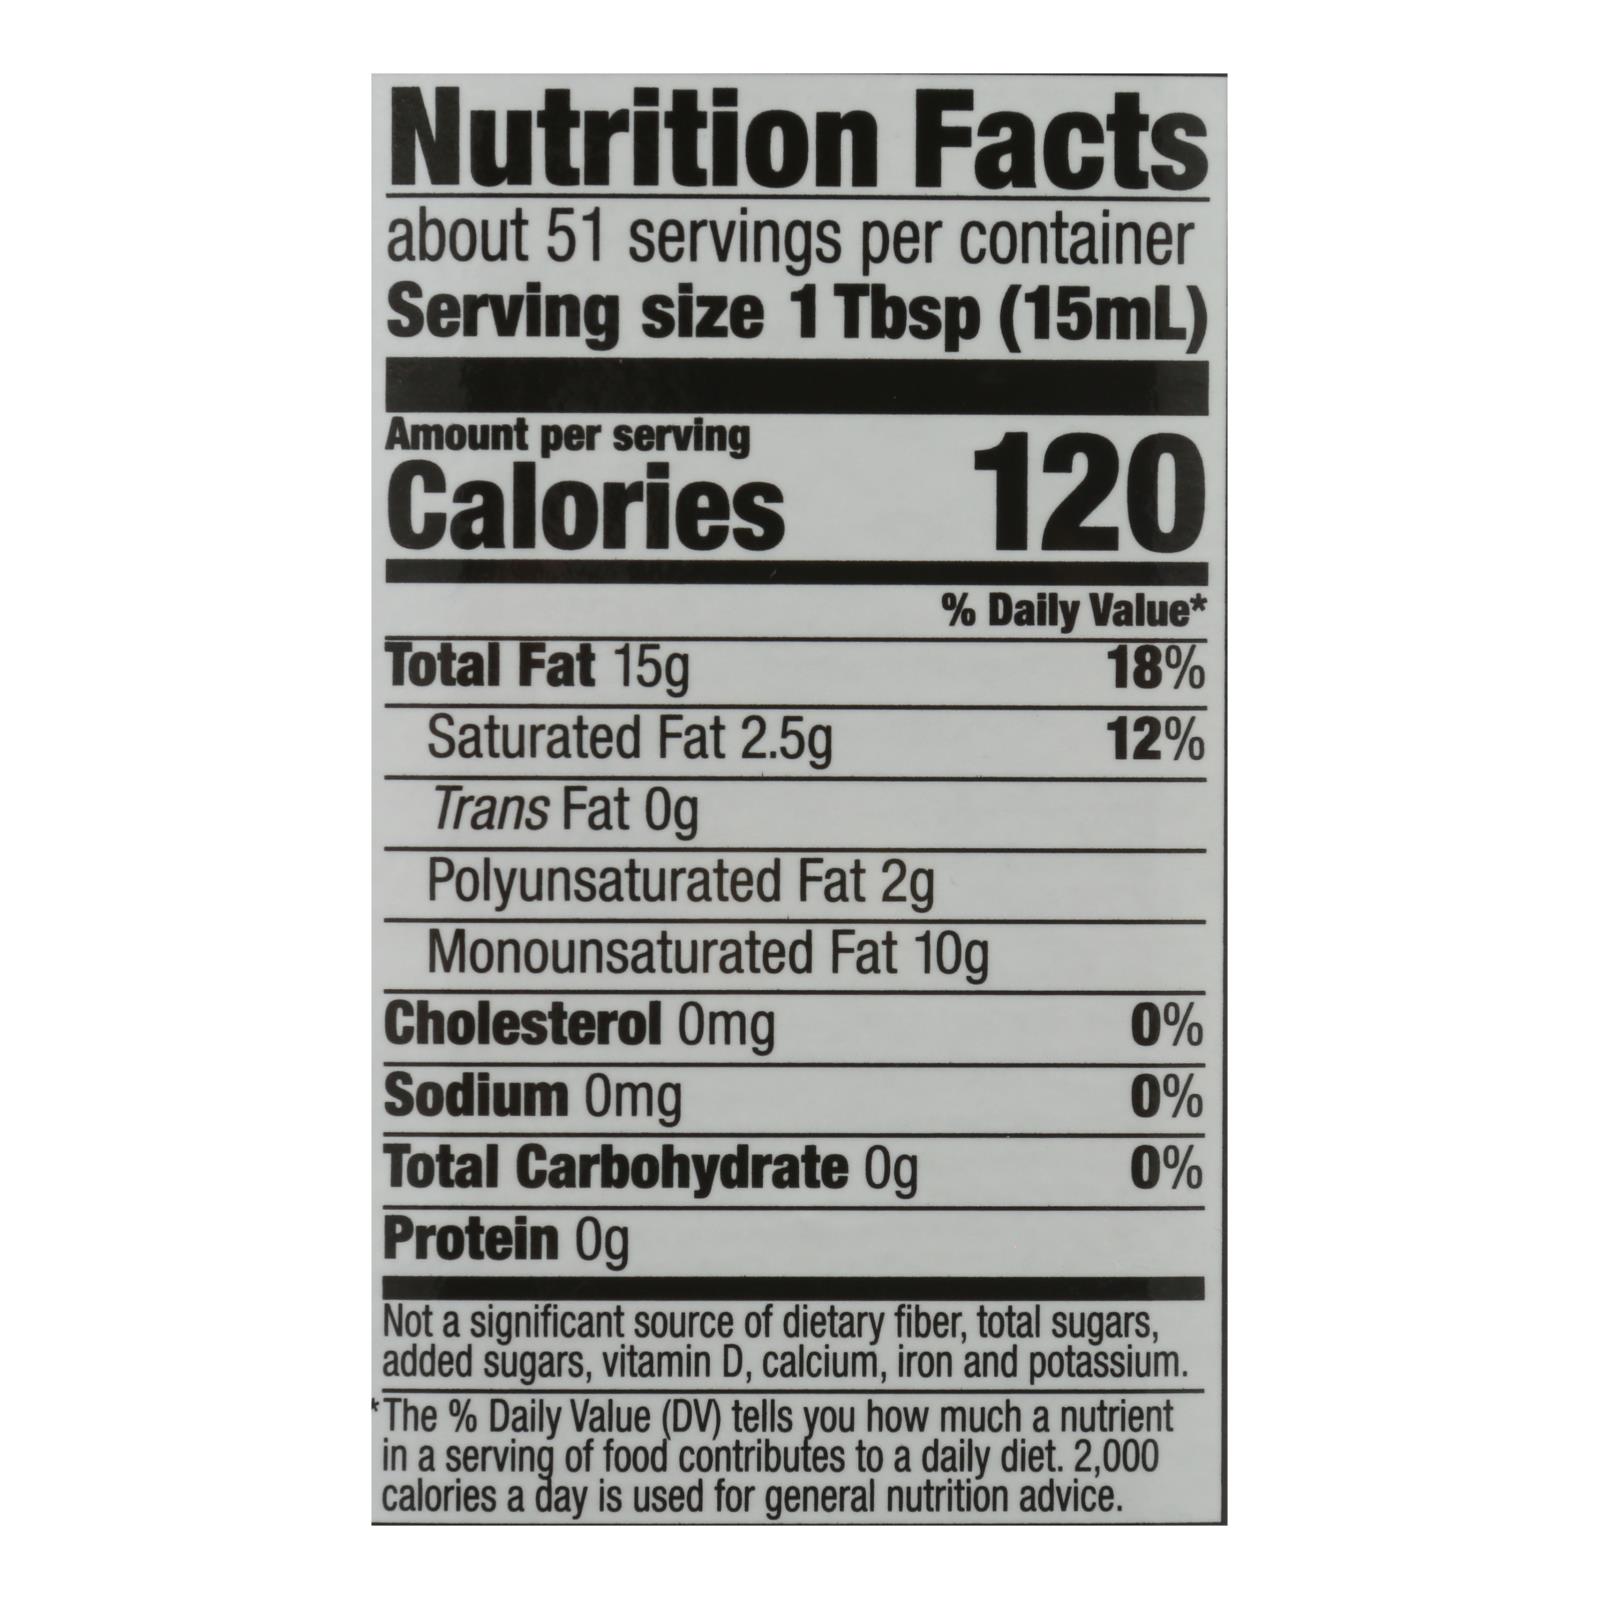 Nutrition Facts
about 51 servings per container
Serving size 1 Tbsp (15mL)
Amount per serving
Calories 120
% Daily Value*
Total Fat 15g 18%
Saturated Fat 2.5g 12%
Trans Fat 0g
Polyunsaturated Fat 2g
Monounsaturated Fat 10g
Cholesterol 0mg 0%
Sodium 0mg 0%
Total Carbohydrate 0g 0%
Protein 0g
Not a significant source of dietary fiber, total sugars,
added sugars, vitamin D, calcium, iron and potassium.
*The % Daily Value (DV) tells you how much a nutrient
in a serving of food contributes to a daily diet. 2,000
calories a day is used for general nutrition advice.